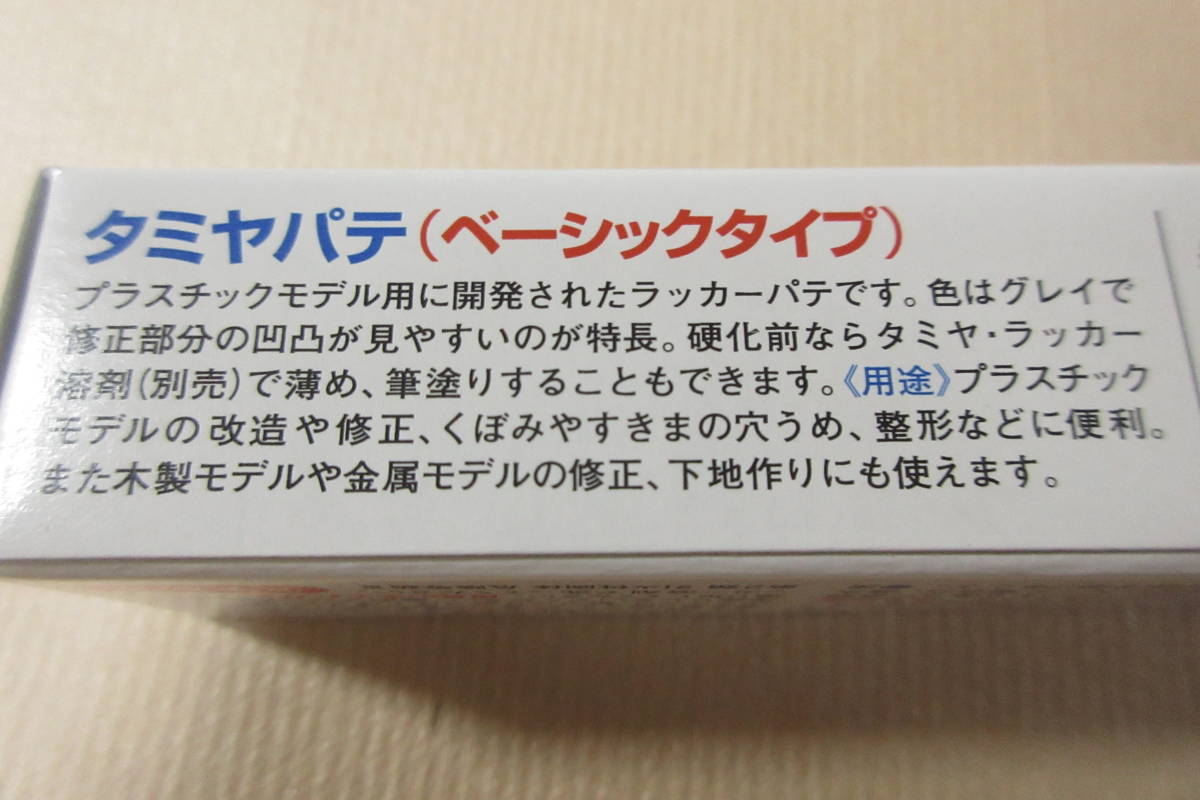 タミヤパテ(ベーシックタイプ)
プラスチックモデル用に開発されたラッカーパテです。色はグレイで
修正部分の凹凸が見やすいのが特長。硬化前ならタミヤ・ラッカー
溶剤(別売)で薄め、筆塗りすることもできます。《用途》プラスチック
モデルの改造や修正、くぼみやすきまの穴うめ、整形などに便利。
また木製モデルや金属モデルの修正、下地作りにも使えます。